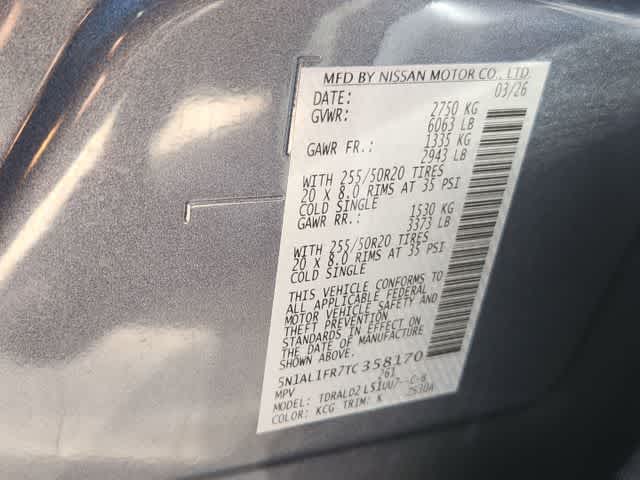 MFD BY NISSAN MOTOR CO., LTD.
DATE: 03/26
GVWR: 2750 KG
6063 LB
GAWR FR.: 1335 KG
2943 LB
WITH 255/50R20 TIRES
20 X 8.0 RIMS AT 35 PSI
COLD SINGLE
GAWR RR.: 1530 KG
3373 LB
WITH 255/50R20 TIRES
20 X 8.0 RIMS AT 35 PSI
COLD SINGLE
THIS VEHICLE CONFORMS TO
ALL APPLICABLE FEDERAL
MOTOR VEHICLE SAFETY AND
THEFT PREVENTION
STANDARDS IN EFFECT ON
THE DATE OF MANUFACTURE
SHOWN ABOVE.
5N1AL1FR7TC358170
MPV 261
MODEL: TDRALD2 L51UU7--C-B
COLOR: KCG TRIM: K 2530A